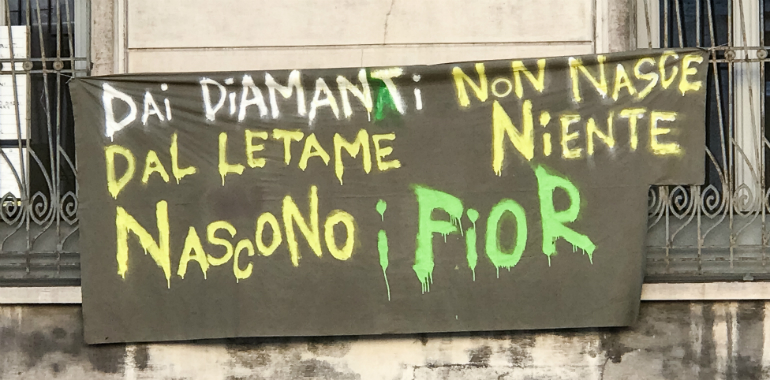 DAi DiAMANTi NoN NASCE
NiENTE
DAL LETAME
NASCONO i FiOR